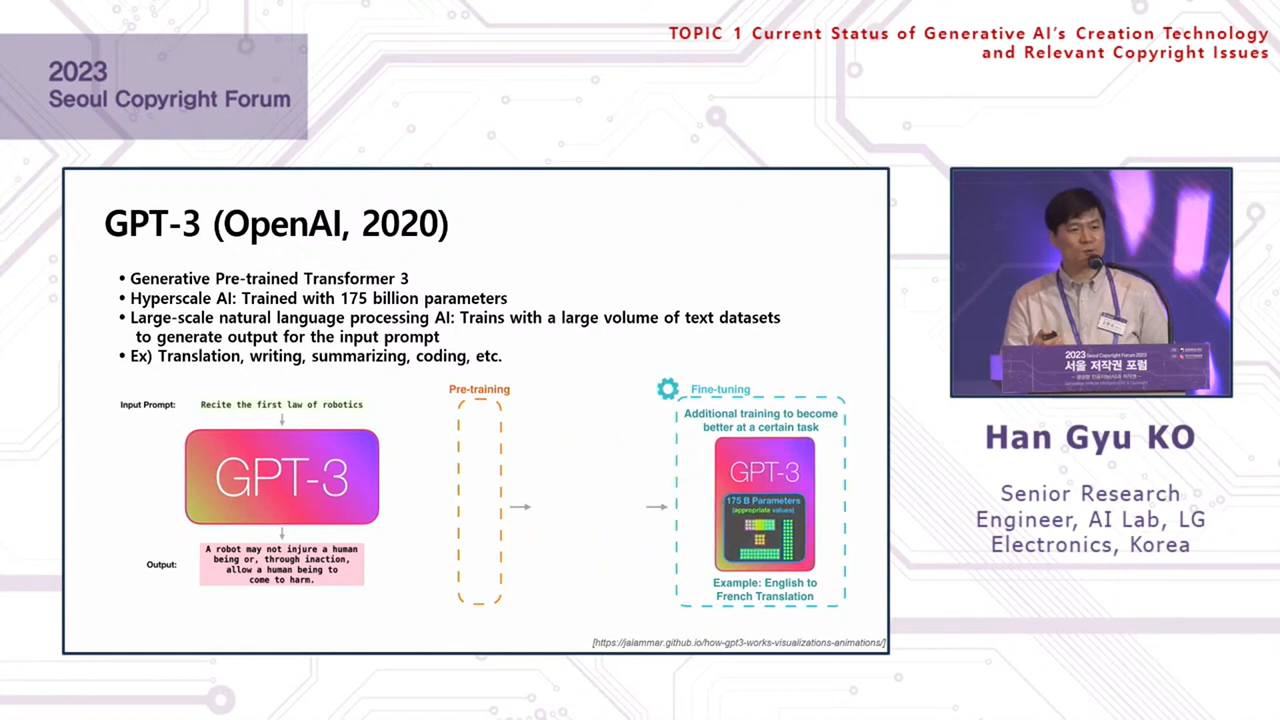 TOPIC 1 Current Status of Generative AI's Creation Technology
and Relevant Copyright Issues
2023
Seoul Copyright Forum
GPT-3 (OpenAI, 2020)
• Generative Pre-trained Transformer 3
• Hyperscale AI: Trained with 175 billion parameters
• Large-scale natural language processing AI: Trains with a large volume of text datasets
to generate output for the input prompt
• Ex) Translation, writing, summarizing, coding, etc.
Input Prompt: Recite the first law of robotics
GPT-3
Output:
A robot may not injure a human
being or, through inaction,
allow a human being to
come to harm.
Pre-training
Fine-tuning
Additional training to become
better at a certain task
GPT-3
175 B Parameters
(appropriate values)
Example: English to
French Translation
[https://jalammar.github.io/how-gpt3-works-visualizations-animations/]
2023 Seoul Copyright Forum 2023
서울 저작권 포럼
Han Gyu KO
Senior Research
Engineer, AI Lab, LG
Electronics, Korea